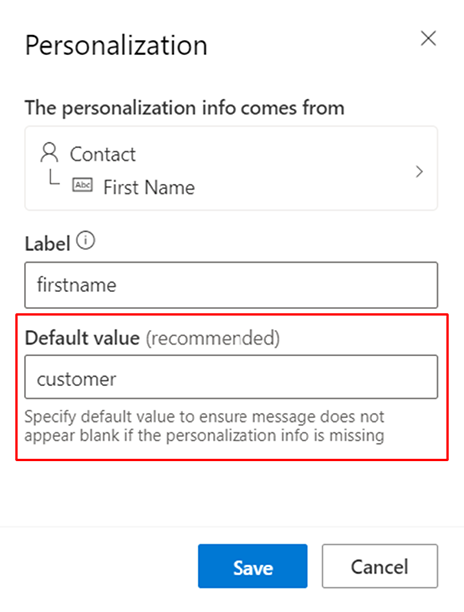 Personalization
The personalization info comes from
Contact
Abc First Name
Label
firstname
Default value (recommended)
customer
Specify default value to ensure message does not
appear blank if the personalization info is missing
Save Cancel